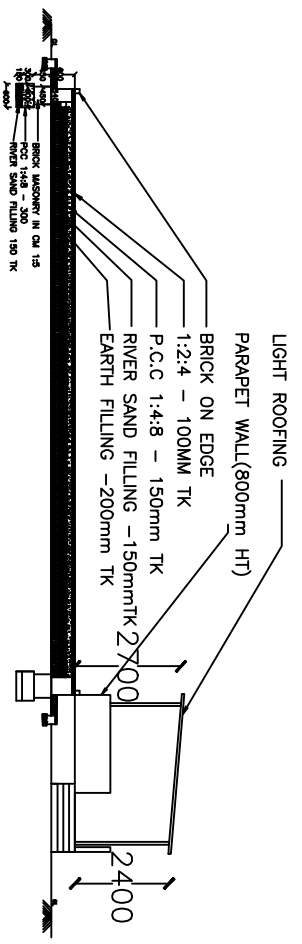 LIGHT ROOFING
PARAPET WALL(800mm HT)
BRICK ON EDGE
1:2:4 - 100MM TK
P.C.C 1:4:8 - 150mm TK
RIVER SAND FILLING -150mmTK
EARTH FILLING -200mm TK
2700
2400
BRICK MASONRY IN CM 1:5
PCC 1:4:8 - 300
RIVER SAND FILLING 150 TK